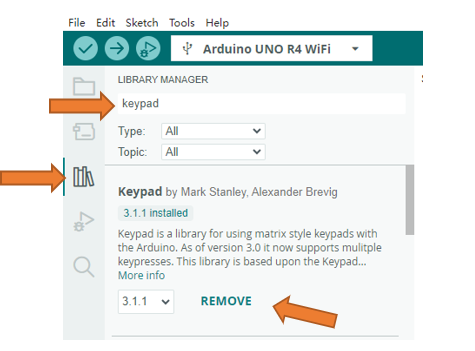 File Edit Sketch Tools Help
Arduino UNO R4 WiFi
LIBRARY MANAGER
keypad
Type: All
Topic: All
Keypad by Mark Stanley, Alexander Brevig
3.1.1 installed
Keypad is a library for using matrix style keypads with
the Arduino. As of version 3.0 it now supports mulitple
keypresses. This library is based upon the Keypad...
More info
3.1.1 REMOVE